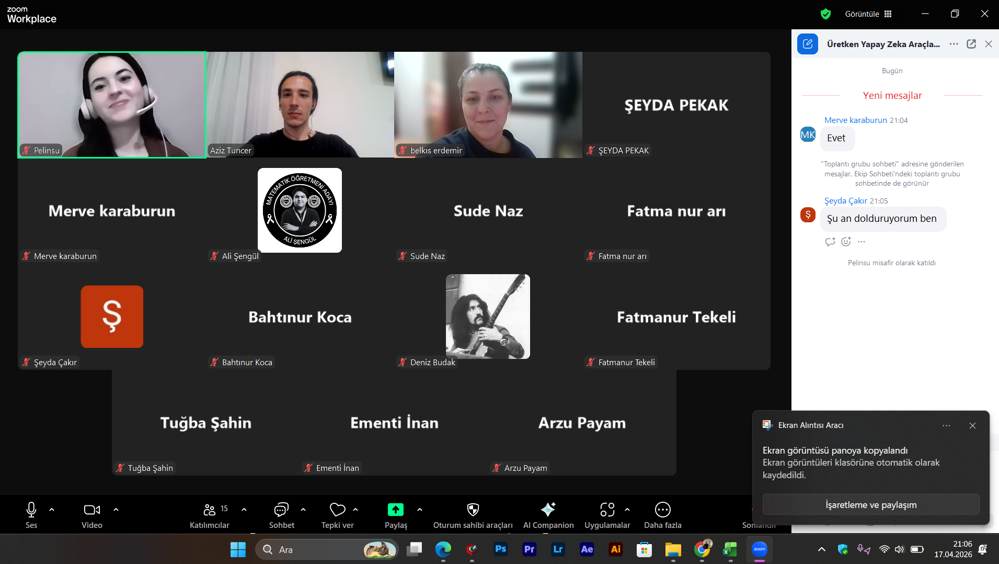 zoom
Workplace
Görüntüle
Pelinsu
Aziz Tuncer
belkıs erdemir
ŞEYDA PEKAK
ŞEYDA PEKAK
Merve karaburun
Merve karaburun
MATEMATİK ÖĞRETMENİ ADAYI
ALİ ŞENGÜL
Ali Şengül
Sude Naz
Sude Naz
Fatma nur arı
Fatma nur arı
Ş
Şeyda Çakır
Bahtınur Koca
Bahtınur Koca
Deniz Budak
Fatmanur Tekeli
Fatmanur Tekeli
Tuğba Şahin
Tuğba Şahin
Ementi İnan
Ementi İnan
Arzu Payam
Arzu Payam
Üretken Yapay Zeka Araçla...
Bugün
Yeni mesajlar
Merve karaburun 21:04
MK
Evet
"Toplantı grubu sohbeti" adresine gönderilen
mesajlar, Ekip Sohbeti'ndeki toplantı grubu
sohbetinde de görünür
Şeyda Çakır 21:05
Ş
Şu an dolduruyorum ben
Pelinsu misafir olarak katıldı
Ekran Alıntısı Aracı
Ekran görüntüsü panoya kopyalandı
Ekran görüntüleri klasörüne otomatik olarak
kaydedildi.
İşaretleme ve paylaşım
Ses
Video
15
Katılımcılar
Sohbet
Tepki ver
Paylaş
Oturum sahibi araçları
AI Companion
Uygulamalar
Daha fazla
Sonlandır
Ara
Ps
Pr
Lr
Ae
Ai
zoom
21:06
17.04.2026